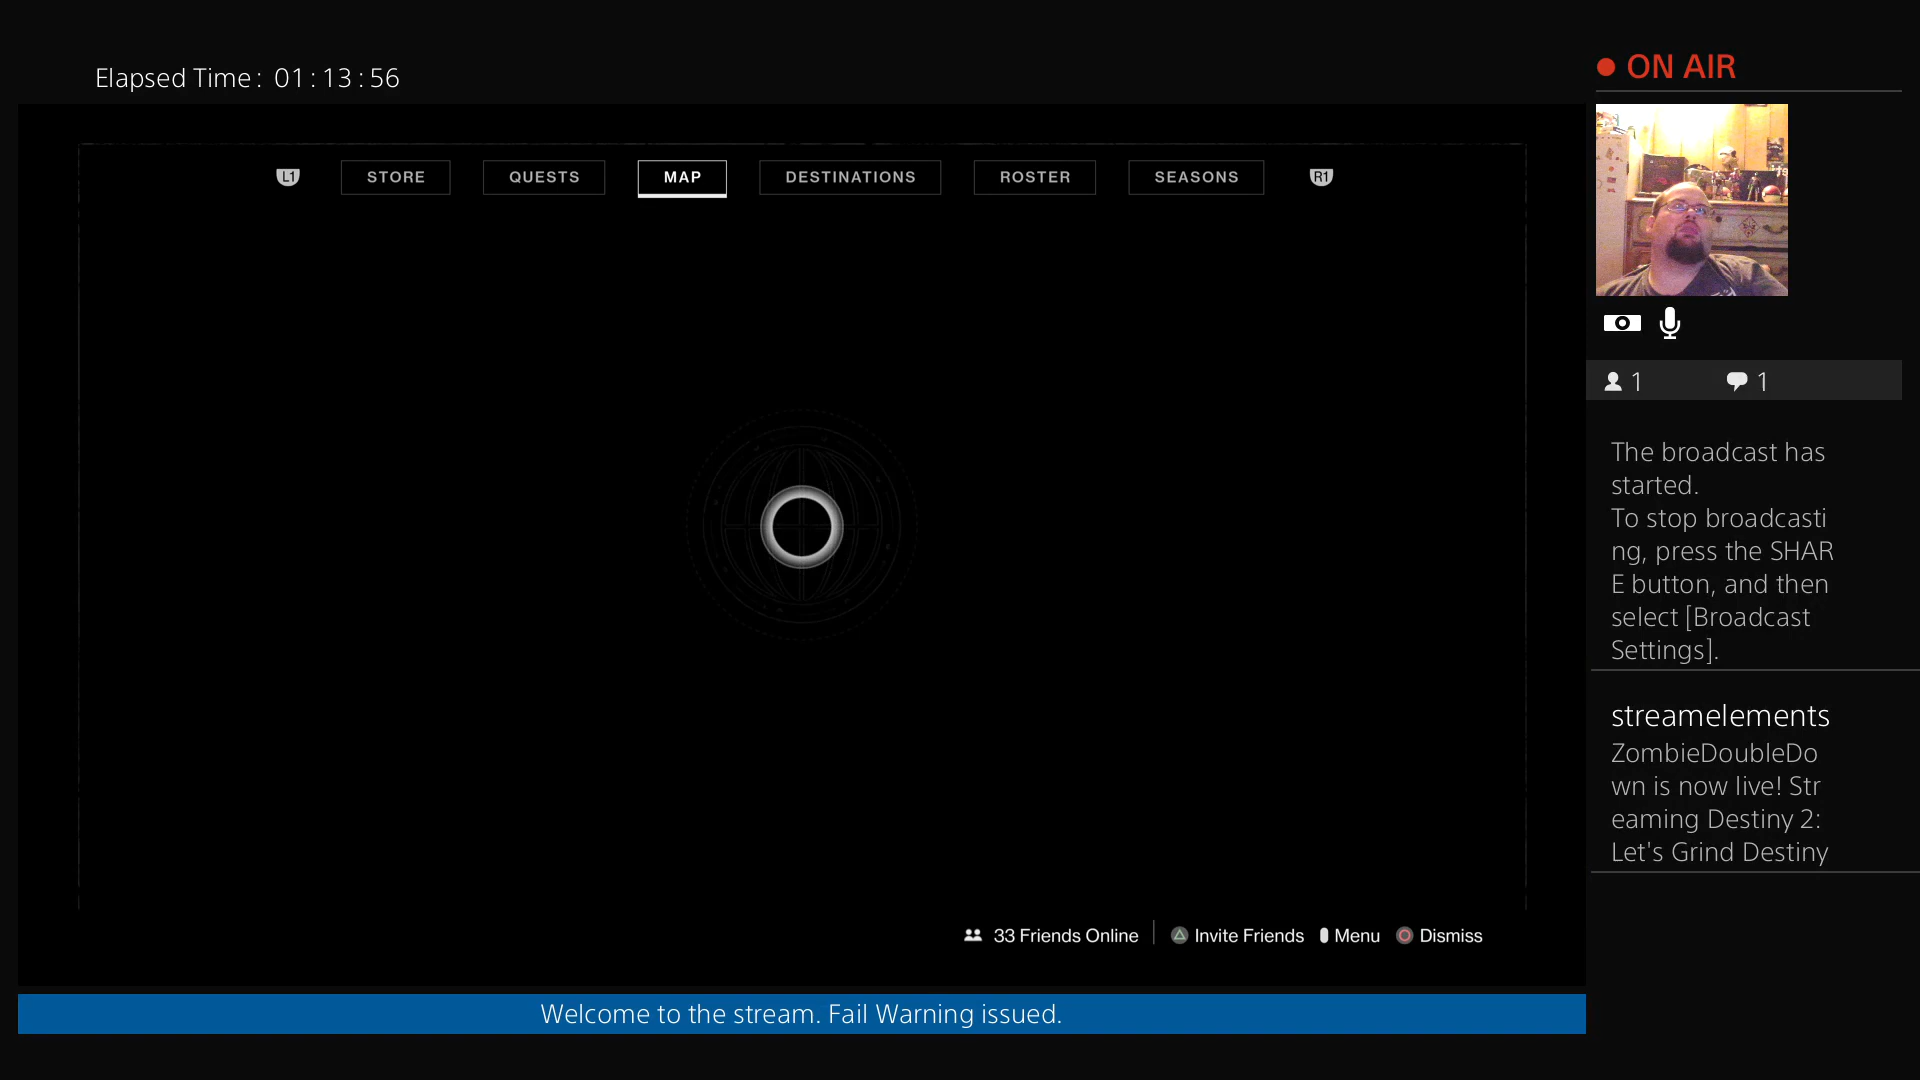 Elapsed Time: 01:13:56
ON AIR
L1 STORE QUESTS MAP DESTINATIONS ROSTER SEASONS R1
1 1
The broadcast has
started.
To stop broadcasti
ng, press the SHAR
E button, and then
select [Broadcast
Settings].
streamelements
ZombieDoubleDo
wn is now live! Str
eaming Destiny 2:
Let's Grind Destiny
33 Friends Online Invite Friends Menu Dismiss
Welcome to the stream. Fail Warning issued.